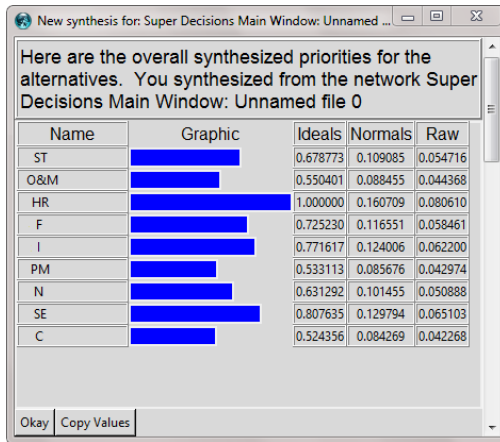 New synthesis for: Super Decisions Main Window: Unnamed ...
Here are the overall synthesized priorities for the
alternatives. You synthesized from the network Super
Decisions Main Window: Unnamed file 0
Name Graphic Ideals Normals Raw
ST 0.678773 0.109085 0.054716
O&M 0.550401 0.088455 0.044368
HR 1.000000 0.160709 0.080610
F 0.725230 0.116551 0.058461
I 0.771617 0.124006 0.062200
PM 0.533113 0.085676 0.042974
N 0.631292 0.101455 0.050888
SE 0.807635 0.129794 0.065103
C 0.524356 0.084269 0.042268
Okay Copy Values